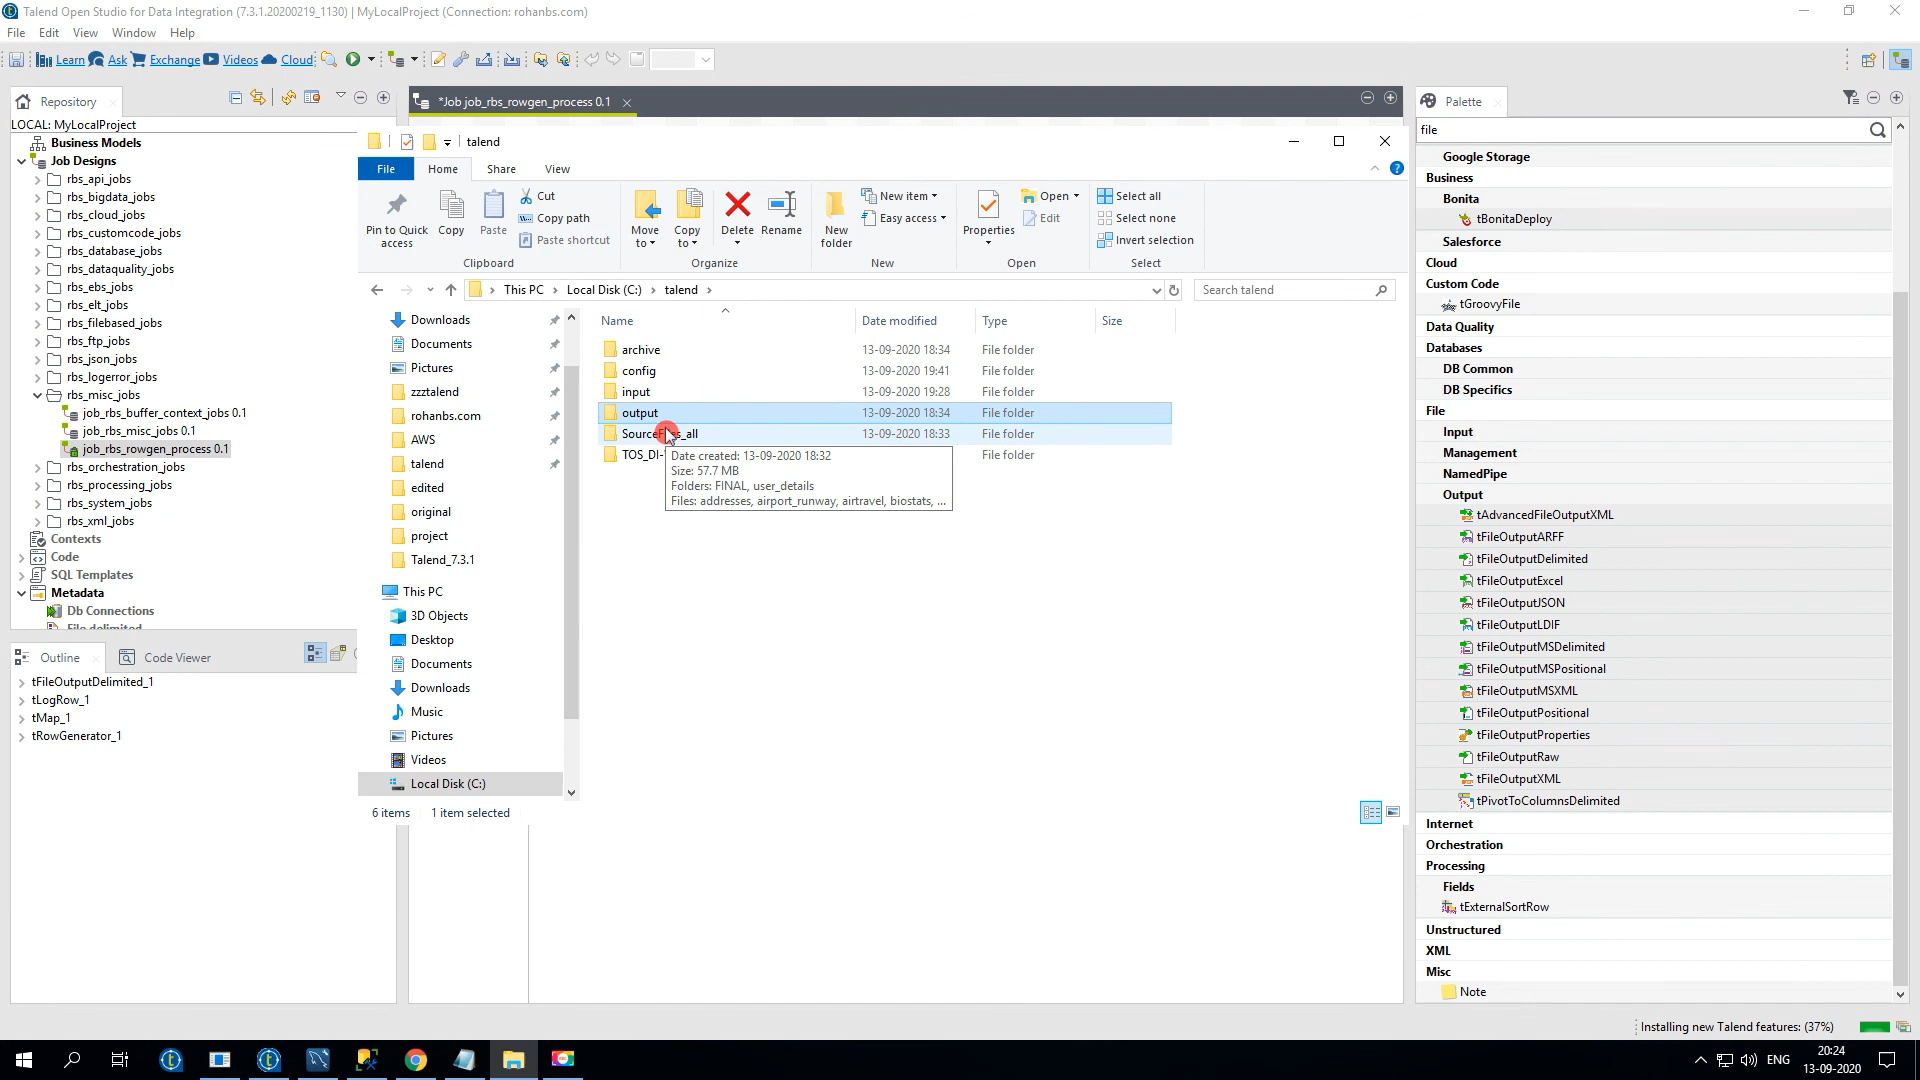 Talend Open Studio for Data Integration (7.3.1.20200219_1130) | MyLocalProject (Connection: rohanbs.com)
File Edit View Window Help
Learn Ask Exchange Videos Cloud
Repository
LOCAL: MyLocalProject
Business Models
Job Designs
rbs_api_jobs
rbs_bigdata_jobs
rbs_cloud_jobs
rbs_customcode_jobs
rbs_database_jobs
rbs_dataquality_jobs
rbs_ebs_jobs
rbs_elt_jobs
rbs_filebased_jobs
rbs_ftp_jobs
rbs_json_jobs
rbs_logerror_jobs
rbs_misc_jobs
job_rbs_buffer_context_jobs 0.1
job_rbs_misc_jobs 0.1
job_rbs_rowgen_process 0.1
rbs_orchestration_jobs
rbs_processing_jobs
rbs_system_jobs
rbs_xml_jobs
Contexts
Code
SQL Templates
Metadata
Db Connections
File delimited
Outline
Code Viewer
tFileOutputDelimited_1
tLogRow_1
tMap_1
tRowGenerator_1
*Job job_rbs_rowgen_process 0.1
talend
File Home Share View
Pin to Quick access
Copy
Paste
Cut
Copy path
Paste shortcut
Clipboard
Move to
Copy to
Delete
Rename
Organize
New folder
New item
Easy access
New
Properties
Open
Edit
Open
Select all
Select none
Invert selection
Select
This PC > Local Disk (C:) > talend >
Search talend
Downloads
Documents
Pictures
zzztalend
rohanbs.com
AWS
talend
edited
original
project
Talend_7.3.1
This PC
3D Objects
Desktop
Documents
Downloads
Music
Pictures
Videos
Local Disk (C:)
Name Date modified Type Size
archive 13-09-2020 18:34 File folder
config 13-09-2020 19:41 File folder
input 13-09-2020 19:28 File folder
output 13-09-2020 18:34 File folder
13-09-2020 18:33 File folder
TOS_DI- File folder
Date created: 13-09-2020 18:32
Size: 57.7 MB
Folders: FINAL, user_details
Files: addresses, airport_runway, airtravel, biostats, ...
6 items 1 item selected
Palette
file
Google Storage
Business
Bonita
tBonitaDeploy
Salesforce
Cloud
Custom Code
tGroovyFile
Data Quality
Databases
DB Common
DB Specifics
File
Input
Management
NamedPipe
Output
tAdvancedFileOutputXML
tFileOutputARFF
tFileOutputDelimited
tFileOutputExcel
tFileOutputJSON
tFileOutputLDIF
tFileOutputMSDelimited
tFileOutputMSPositional
tFileOutputMSXML
tFileOutputPositional
tFileOutputProperties
tFileOutputRaw
tFileOutputXML
tPivotToColumnsDelimited
Internet
Orchestration
Processing
Fields
tExternalSortRow
Unstructured
XML
Misc
Note
Installing new Talend features: (37%)
ENG
20:24
13-09-2020